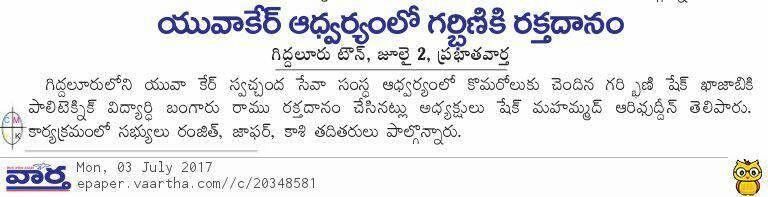 యువాకేర్ ఆధ్వర్యంలో గర్భిణికి రక్తదానం
గిద్దలూరు టౌన్, జూలై 2, ప్రభాతవార్త
గిద్దలూరులోని యువా కేర్ స్వచ్ఛంద సేవా సంస్థ ఆధ్వర్యంలో కొమరోలుకు చెందిన గర్భిణి షేక్ ఖాజాబికి
పాలిటెక్నిక్ విద్యార్ధి బంగారు రాము రక్తదానం చేసినట్లు అధ్యక్షులు షేక్ మహమ్మద్ ఆరిఫుద్దీన్ తెలిపారు.
కార్యక్రమంలో సభ్యులు రంజిత్, జాఫర్, కాశి తదితరులు పాల్గొన్నారు.
C M
Y K
వార్త
Mon, 03 July 2017
epaper.vaartha.com//c/20348581